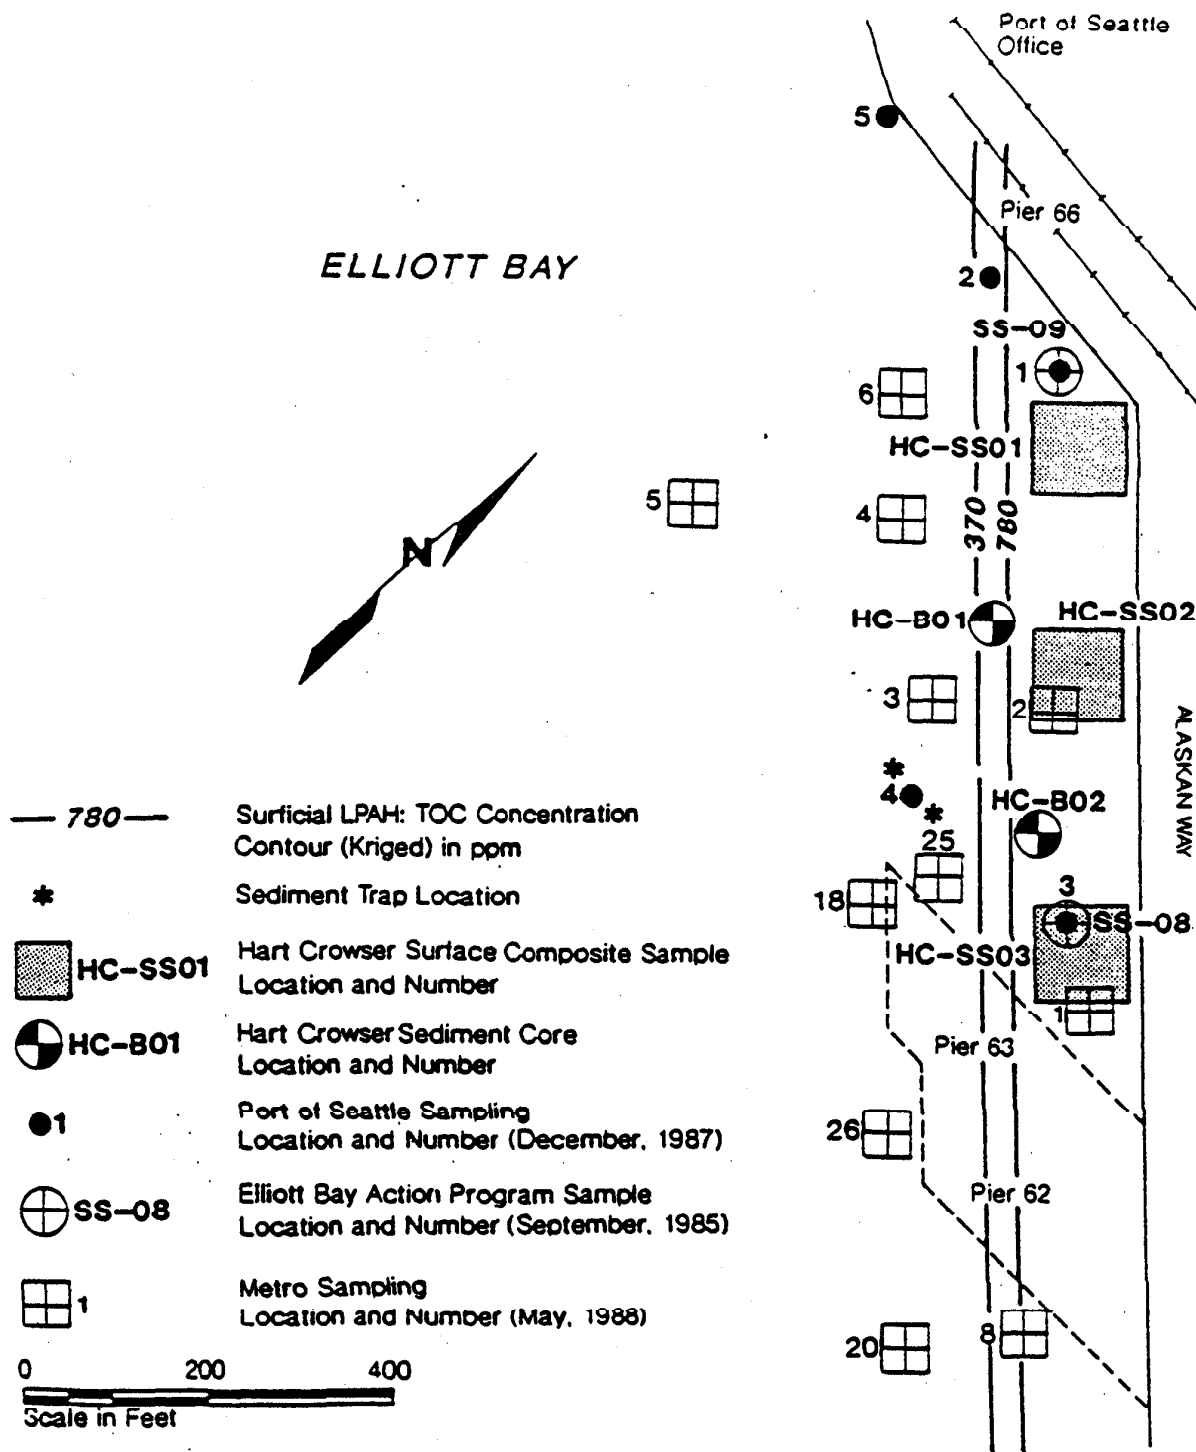 Port of Seattle
Office
5
Pier 66
ELLIOTT BAY
2
SS-09
1
6
HC-SS01
5
4
370
780
N
HC-B01
HC-SS02
3
2
ALASKAN WAY
*
4
*
HC-B02
25
18
3
SS-08
HC-SS03
1
Pier 63
26
Pier 62
20
8
780
Surficial LPAH: TOC Concentration
Contour (Kriged) in ppm
*
Sediment Trap Location
HC-SS01
Hart Crowser Surface Composite Sample
Location and Number
HC-B01
Hart Crowser Sediment Core
Location and Number
1
Port of Seattle Sampling
Location and Number (December, 1987)
SS-08
Elliott Bay Action Program Sample
Location and Number (September, 1985)
1
Metro Sampling
Location and Number (May, 1988)
0 200 400
Scale in Feet